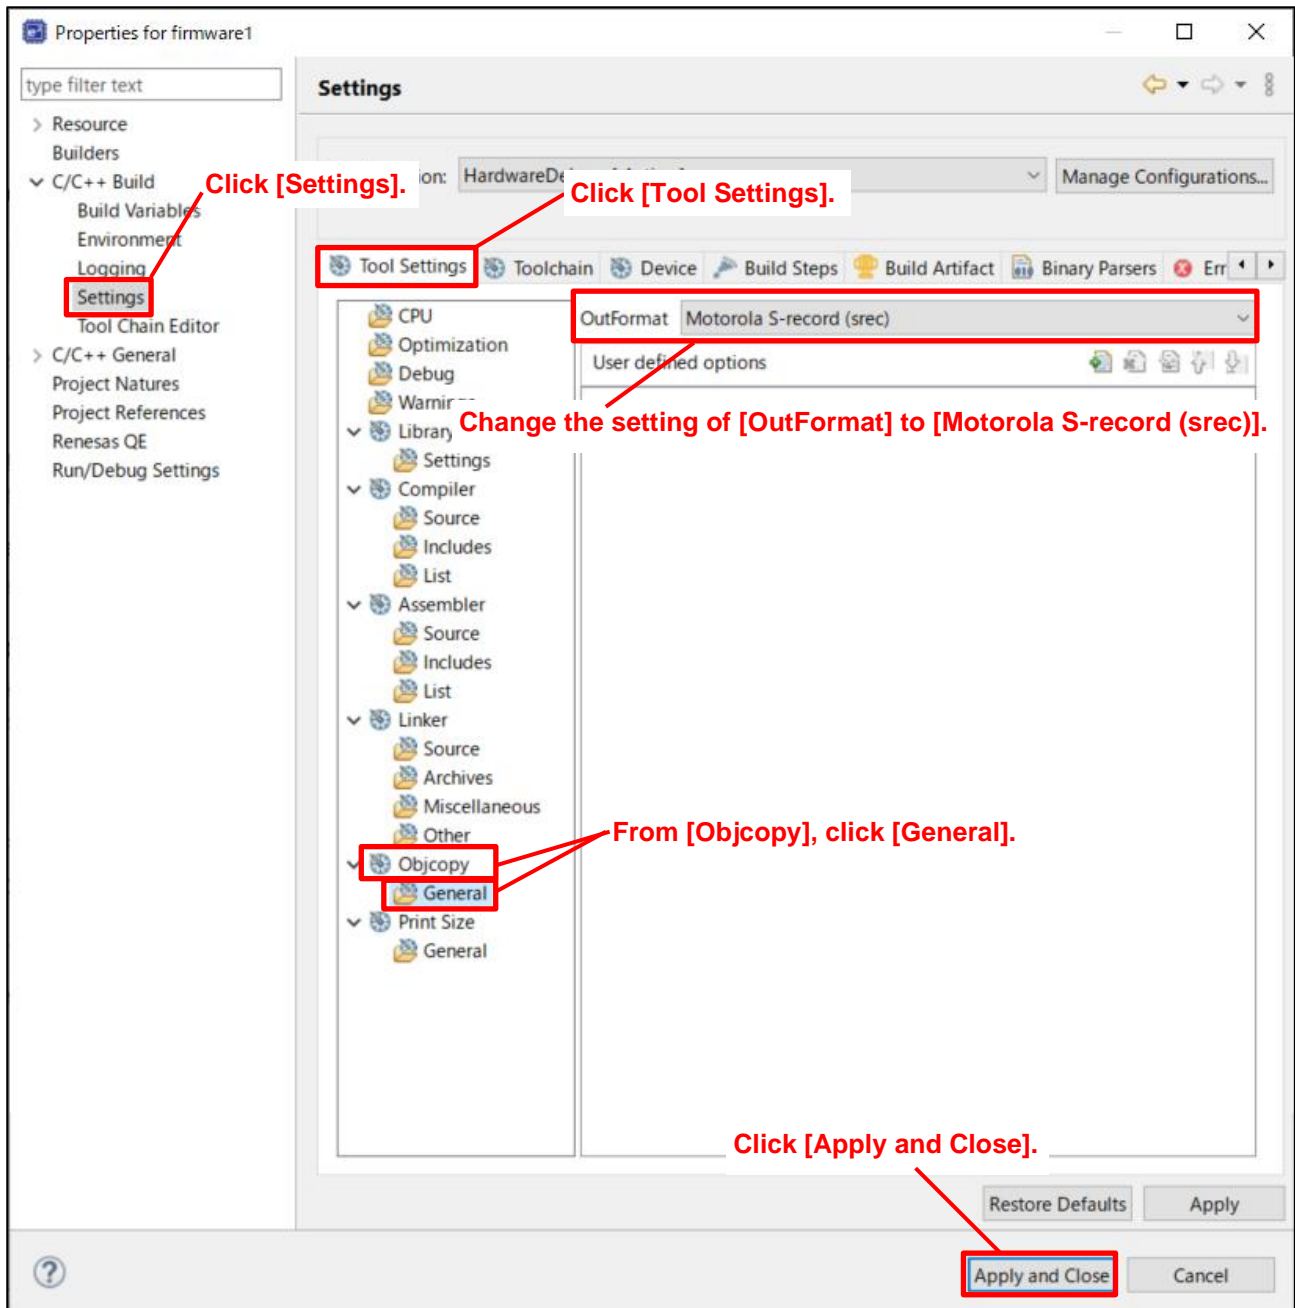 Properties for firmware1
type filter text
Settings
Resource
Builders
C/C++ Build
Build Variables
Environment
Logging
Settings
Tool Chain Editor
C/C++ General
Project Natures
Project References
Renesas QE
Run/Debug Settings
Click [Settings].
HardwareDe
Manage Configurations...
Click [Tool Settings].
Tool Settings
Toolchain
Device
Build Steps
Build Artifact
Binary Parsers
Err
CPU
Optimization
Debug
Warnings
Library
Settings
Compiler
Source
Includes
List
Assembler
Source
Includes
List
Linker
Source
Archives
Miscellaneous
Other
Objcopy
General
Print Size
General
OutFormat Motorola S-record (srec)
User defined options
Change the setting of [OutFormat] to [Motorola S-record (srec)].
From [Objcopy], click [General].
Click [Apply and Close].
Restore Defaults
Apply
Apply and Close
Cancel